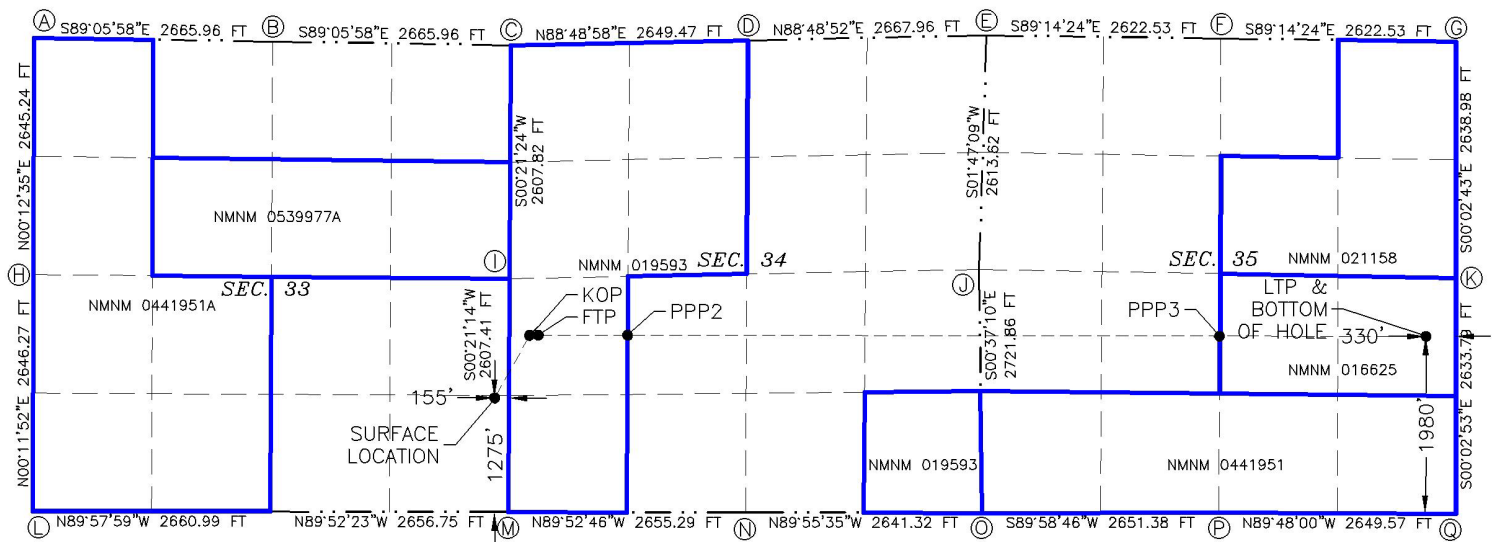 A
S89°05'58"E 2665.96 FT
B
S89°05'58"E 2665.96 FT
C
N88°48'58"E 2649.47 FT
D
N88°48'52"E 2667.96 FT
E
S89°14'24"E 2622.53 FT
F
S89°14'24"E 2622.53 FT
G
N00°12'35"E 2645.24 FT
S00°21'24"W
2607.82 FT
S01°47'09"W
2613.62 FT
S00°02'43"E 2638.98 FT
NMNM 0539977A
H
I
NMNM 019593
SEC. 34
J
SEC. 35
NMNM 021158
K
SEC. 33
NMNM 0441951A
KOP
FTP
PPP2
PPP3
LTP &
BOTTOM
OF HOLE
330'
N00°11'52"E 2646.27 FT
S00°21'14"W
2607.41 FT
S00°37'10"E
2721.86 FT
S00°02'53"E 2633.79 FT
NMNM 016625
155'
SURFACE
LOCATION
1275'
1980'
NMNM 019593
NMNM 0441951
L
N89°57'59"W 2660.99 FT
N89°52'23"W 2656.75 FT
M
N89°52'46"W 2655.29 FT
N
N89°55'35"W 2641.32 FT
O
S89°58'46"W 2651.38 FT
P
N89°48'00"W 2649.57 FT
Q